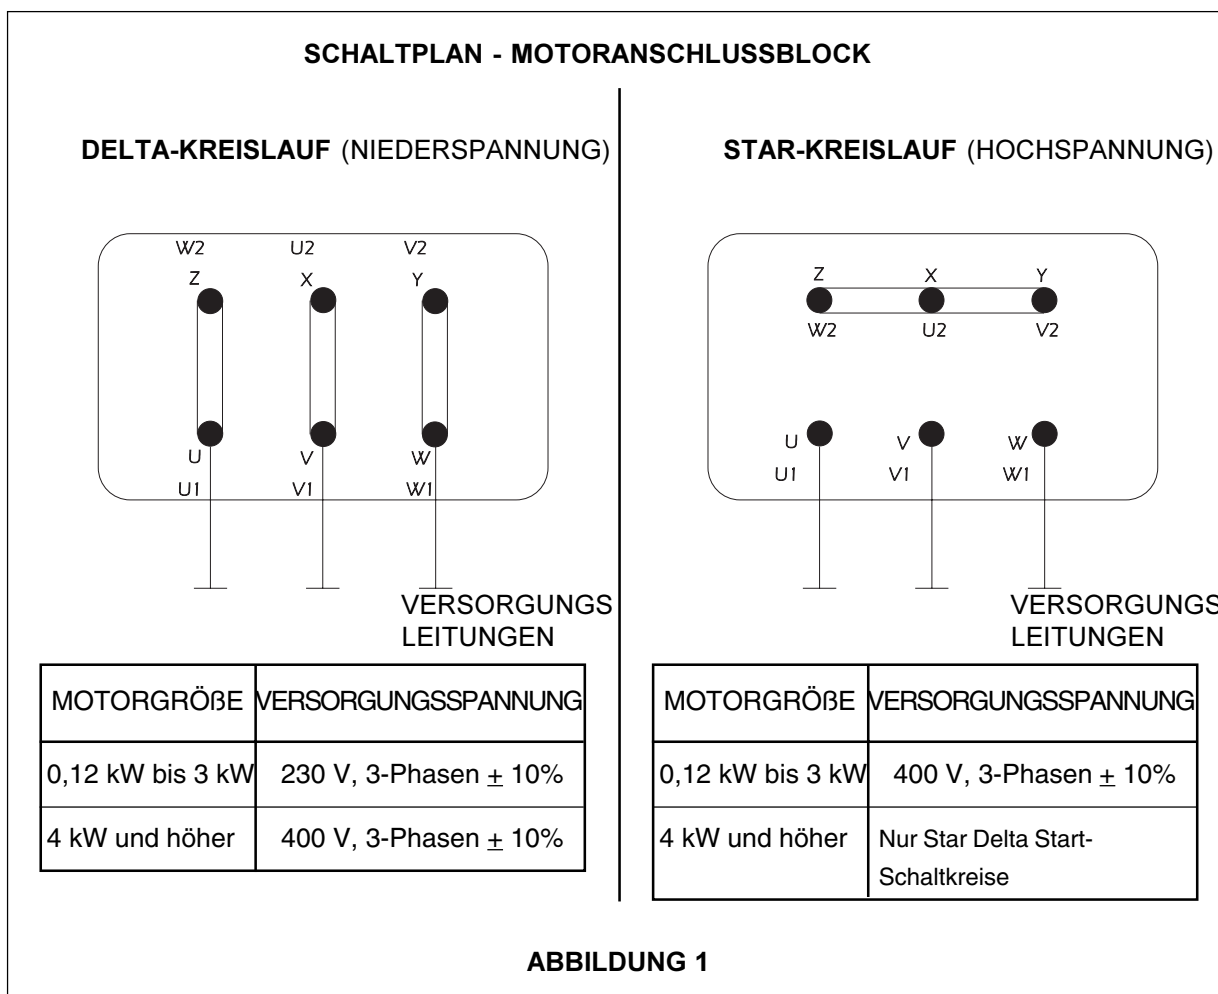 SCHALTPLAN - MOTORANSCHLUSSBLOCK
DELTA-KREISLAUF (NIEDERSPANNUNG)
W2 U2 V2
Z X Y
U V W
U1 V1 W1
VERSORGUNGS
LEITUNGEN
MOTORGRÖßE VERSORGUNGSSPANNUNG
0,12 kW bis 3 kW 230 V, 3-Phasen ± 10%
4 kW und höher 400 V, 3-Phasen ± 10%
STAR-KREISLAUF (HOCHSPANNUNG)
Z X Y
W2 U2 V2
U V W
U1 V1 W1
VERSORGUNGS
LEITUNGEN
MOTORGRÖßE VERSORGUNGSSPANNUNG
0,12 kW bis 3 kW 400 V, 3-Phasen ± 10%
4 kW und höher Nur Star Delta Start-
Schaltkreise
ABBILDUNG 1